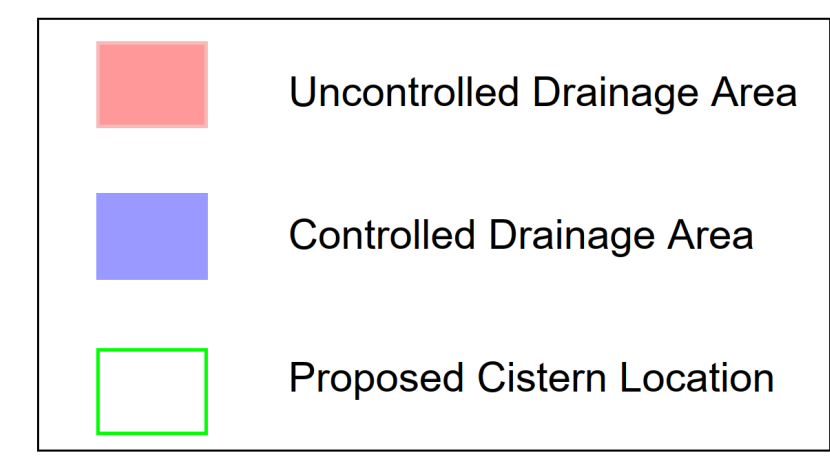 Uncontrolled Drainage Area
Controlled Drainage Area
Proposed Cistern Location